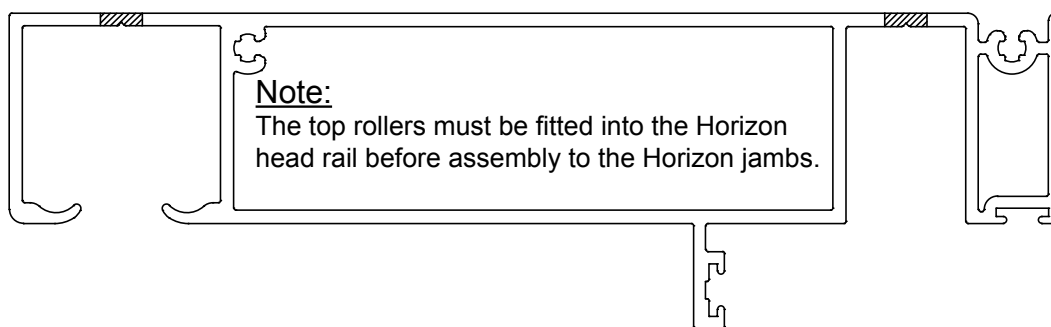 Note:
The top rollers must be fitted into the Horizon
head rail before assembly to the Horizon jambs.